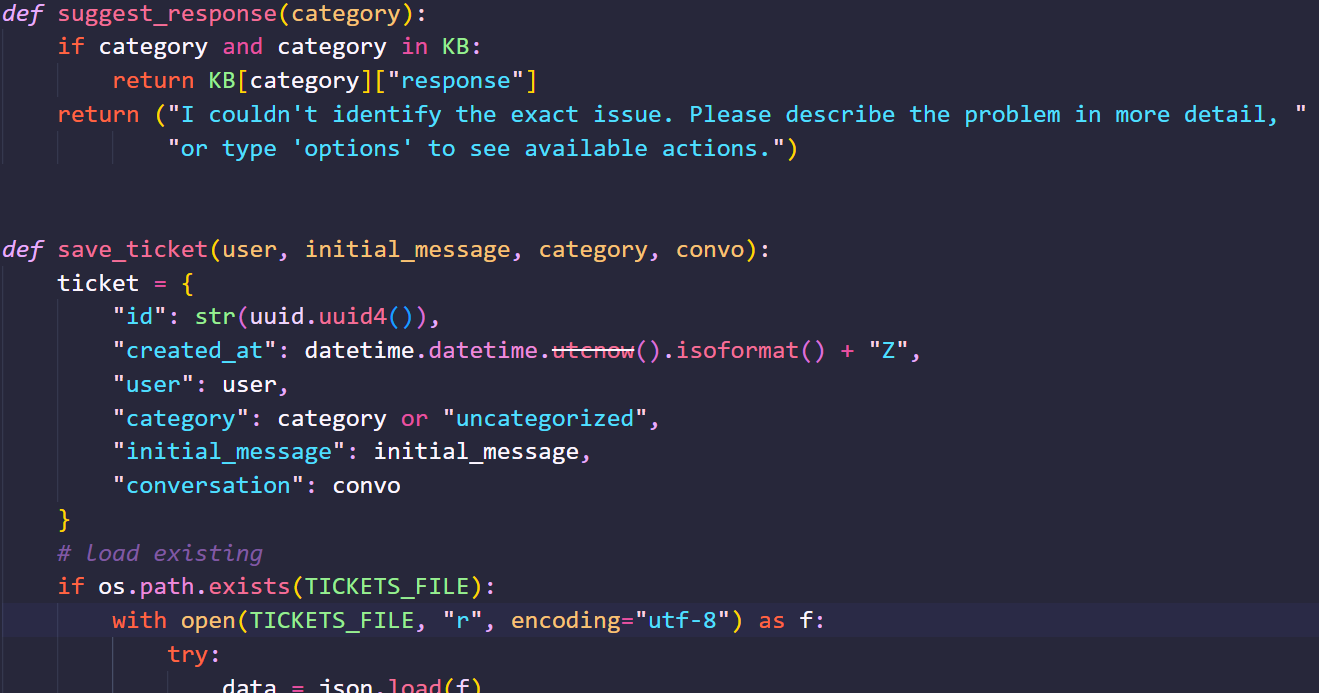 def suggest_response(category):
    if category and category in KB:
        return KB[category]["response"]
    return ("I couldn't identify the exact issue. Please describe the problem in more detail, "
            "or type 'options' to see available actions.")
def save_ticket(user, initial_message, category, convo):
    ticket = {
        "id": str(uuid.uuid4()),
        "created_at": datetime.datetime.utcnow().isoformat() + "Z",
        "user": user,
        "category": category or "uncategorized",
        "initial_message": initial_message,
        "conversation": convo
    }
    # load existing
    if os.path.exists(TICKETS_FILE):
        with open(TICKETS_FILE, "r", encoding="utf-8") as f:
            try:
                data = json.load(f)